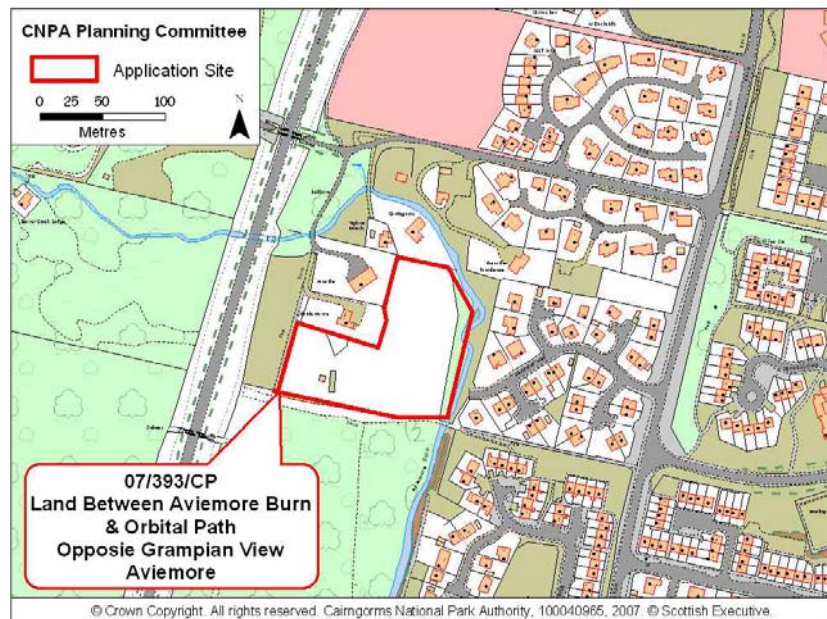 CNPA Planning Committee
Application Site
0 25 50 100
Metres
N
07/393/CP
Land Between Aviemore Burn
& Orbital Path
Opposie Grampian View
Aviemore
© Crown Copyright. All rights reserved. Cairngorms National Park Authority, 100040965, 2007. © Scottish Executive.